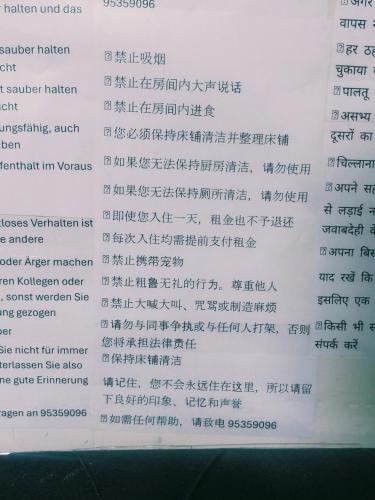 halten und das
sauber halten
cht
t sauber halten
cht
ungsfähig, auch
ben
fenthalt im Voraus
tloses Verhalten ist
e andere
oder Ärger machen
ren Kollegen oder
, sonst werden Sie
ung gezogen
er
Sie nicht für immer
terlassen Sie also
ne gute Erinnerung
ragen an 95359096
95359096
禁止吸烟
禁止在房间内大声说话
禁止在房间内进食
您必须保持床铺清洁并整理床铺
如果您无法保持厨房清洁，请勿使用
如果您无法保持厕所清洁，请勿使用
即使您入住一天，租金也不予退还
每次入住均需提前支付租金
禁止携带宠物
禁止粗鲁无礼的行为。尊重他人
禁止大喊大叫、咒骂或制造麻烦
请勿与同事争执或与任何人打架，否则
您将承担法律责任
保持床铺清洁
请记住，您不会永远住在这里，所以请留
下良好的印象、记忆和声誉
如需任何帮助，请致电 95359096
अगर
वापस
हर ठह
चुकाया
पालतू
असभ्य
दूसरों का
चिल्लाना
अपने सह
से लड़ाई न
जवाबदेही
अपना बिस
याद रखें कि
इसलिए एक
किसी भी स
संपर्क करें